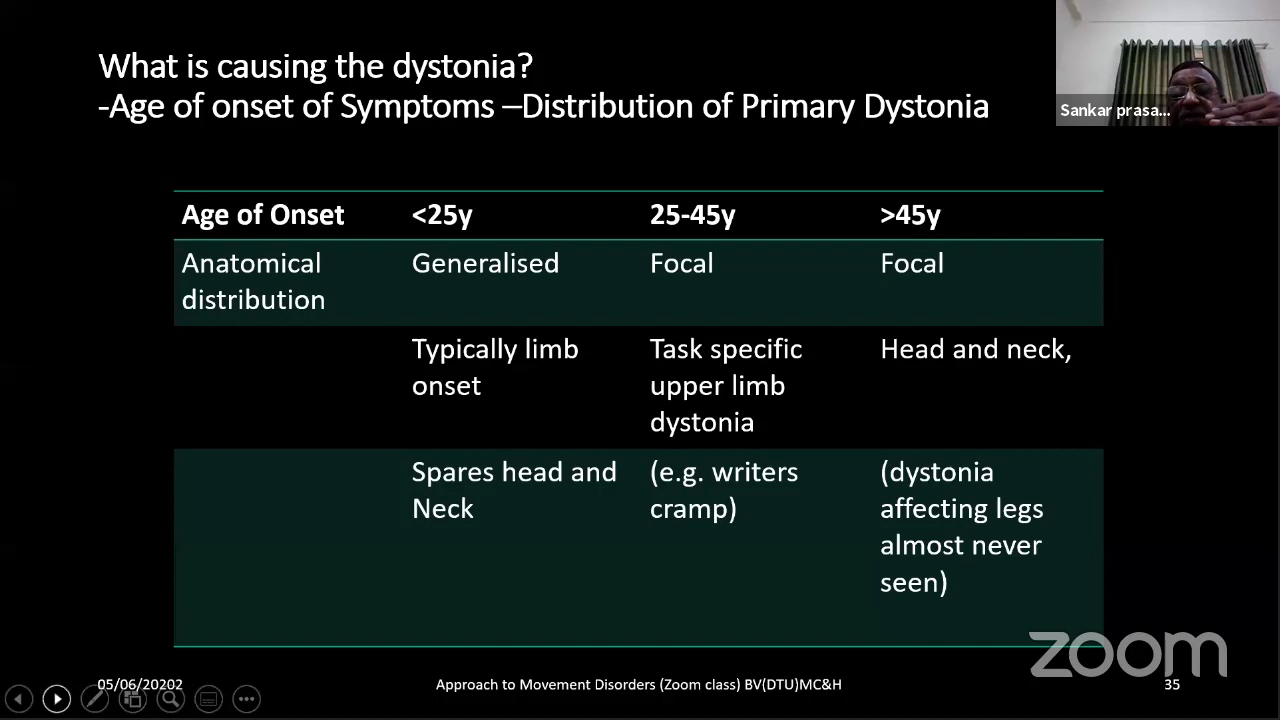 What is causing the dystonia?
-Age of onset of Symptoms –Distribution of Primary Dystonia
Sankar prasa...
Age of Onset <25y 25-45y >45y
Anatomical distribution Generalised Focal Focal
Typically limb onset Task specific upper limb dystonia Head and neck,
Spares head and Neck (e.g. writers cramp) (dystonia affecting legs almost never seen)
zoom
05/06/20202 Approach to Movement Disorders (Zoom class) BV(DTU)MC&H 35